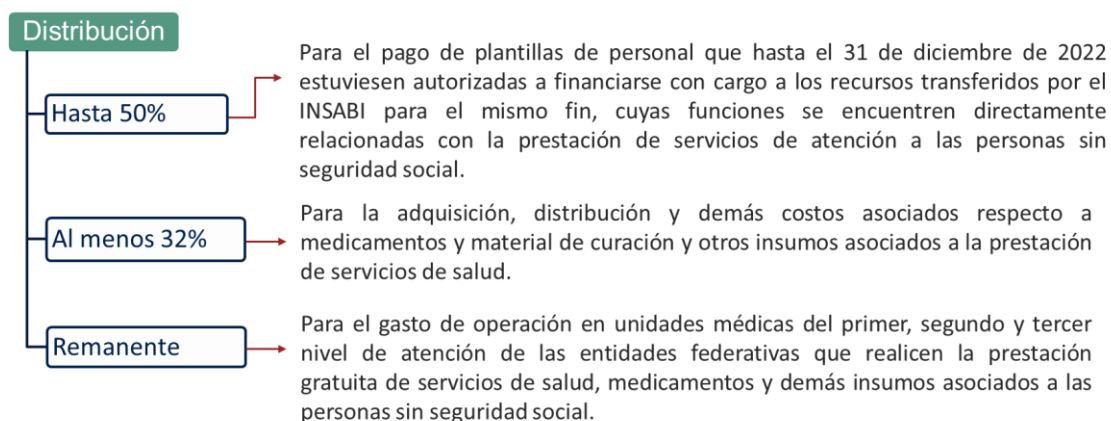 Distribución
Hasta 50%
Para el pago de plantillas de personal que hasta el 31 de diciembre de 2022
estuviesen autorizadas a financiarse con cargo a los recursos transferidos por el
INSABI para el mismo fin, cuyas funciones se encuentren directamente
relacionadas con la prestación de servicios de atención a las personas sin
seguridad social.
Al menos 32%
Para la adquisición, distribución y demás costos asociados respecto a
medicamentos y material de curación y otros insumos asociados a la prestación
de servicios de salud.
Remanente
Para el gasto de operación en unidades médicas del primer, segundo y tercer
nivel de atención de las entidades federativas que realicen la prestación
gratuita de servicios de salud, medicamentos y demás insumos asociados a las
personas sin seguridad social.